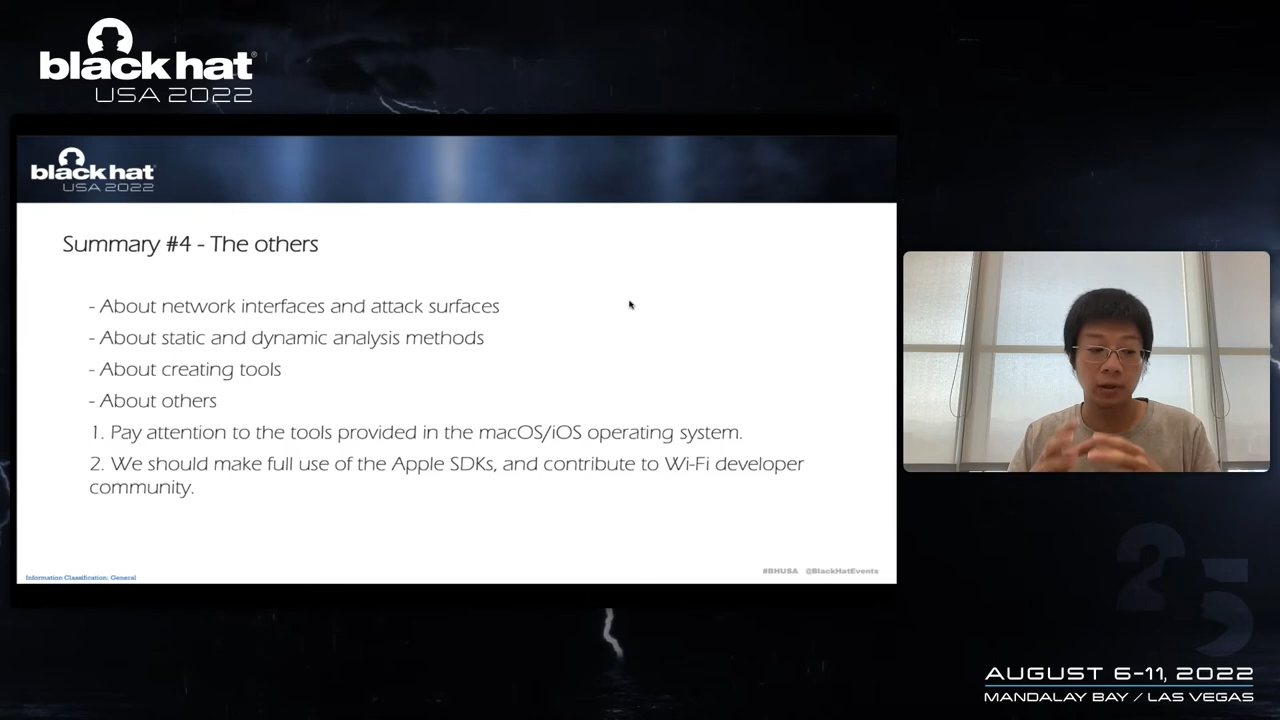 black hat®
USA 2022
black hat®
USA 2022
Summary #4 - The others
- About network interfaces and attack surfaces
- About static and dynamic analysis methods
- About creating tools
- About others
1. Pay attention to the tools provided in the macOS/iOS operating system.
2. We should make full use of the Apple SDKs, and contribute to Wi-Fi developer
community.
Information Classification: General
#BHUSA @BlackHatEvents
25
AUGUST 6-11, 2022
MANDALAY BAY / LAS VEGAS